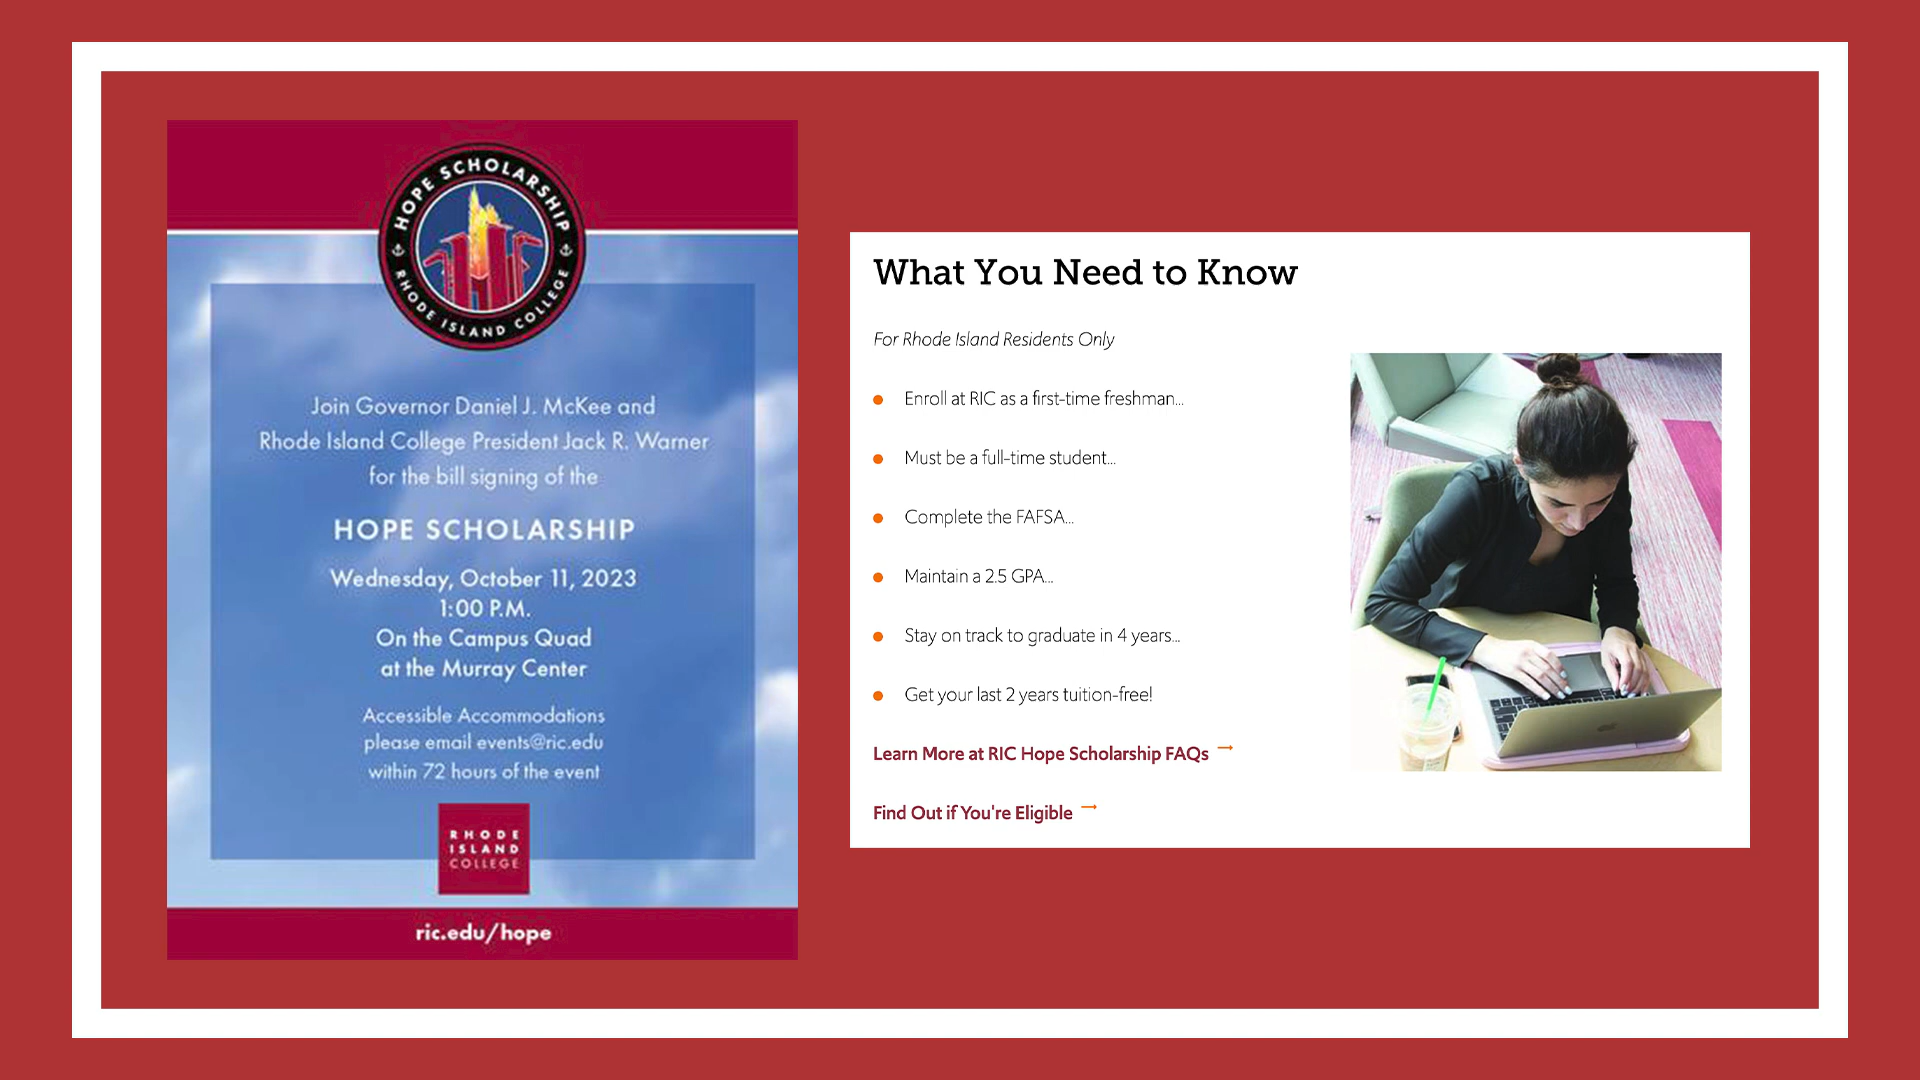 HOPE SCHOLARSHIP
RHODE ISLAND COLLEGE
Join Governor Daniel J. McKee and
Rhode Island College President Jack R. Warner
for the bill signing of the
HOPE SCHOLARSHIP
Wednesday, October 11, 2023
1:00 P.M.
On the Campus Quad
at the Murray Center
Accessible Accommodations
please email events@ric.edu
within 72 hours of the event
RHODE
ISLAND
COLLEGE
ric.edu/hope
What You Need to Know
For Rhode Island Residents Only
Enroll at RIC as a first-time freshman...
Must be a full-time student...
Complete the FAFSA...
Maintain a 2.5 GPA...
Stay on track to graduate in 4 years...
Get your last 2 years tuition-free!
Learn More at RIC Hope Scholarship FAQs →
Find Out if You're Eligible →